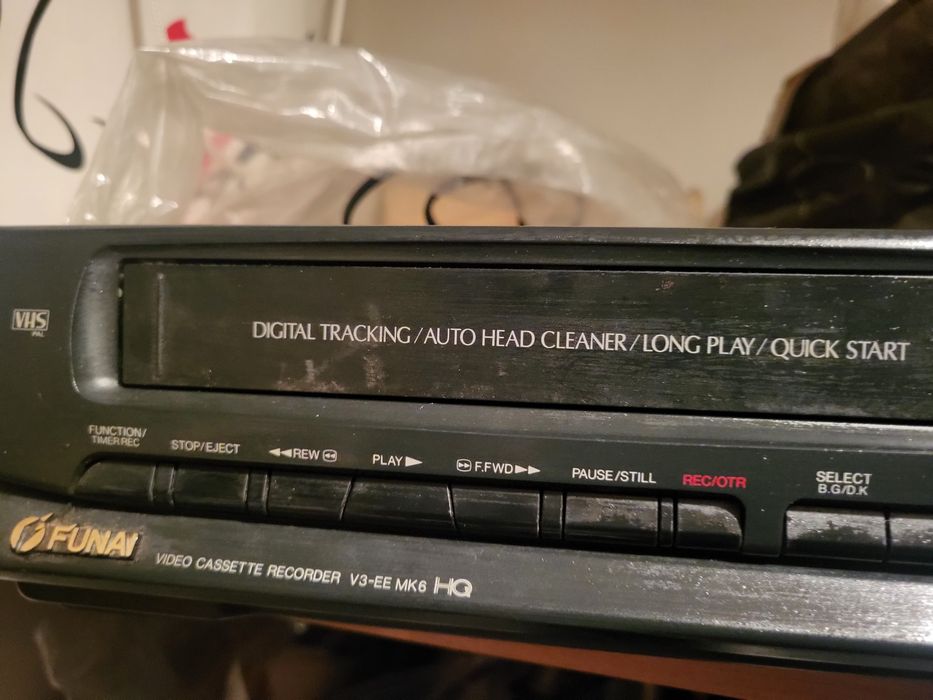 VHS
PAL
DIGITAL TRACKING/AUTO HEAD CLEANER/LONG PLAY/QUICK START
FUNCTION/
TIMER REC
STOP/EJECT
◀◀REW
PLAY▶
F.FWD▶▶
PAUSE/STILL
REC/OTR
SELECT
B.G/D.K
FUNAI
VIDEO CASSETTE RECORDER V3-EE MK6 HQ